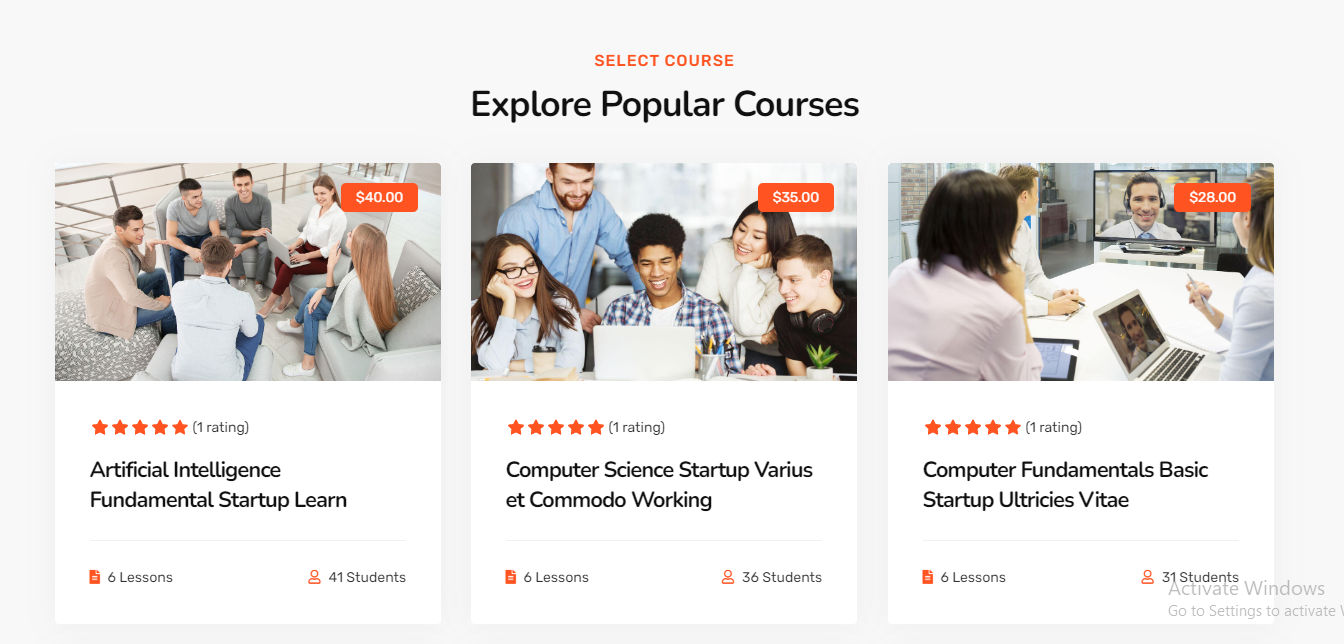 SELECT COURSE
Explore Popular Courses
$40.00
$35.00
$28.00
(1 rating)
Artificial Intelligence
Fundamental Startup Learn
6 Lessons
41 Students
(1 rating)
Computer Science Startup Varius
et Commodo Working
6 Lessons
36 Students
(1 rating)
Computer Fundamentals Basic
Startup Ultricies Vitae
6 Lessons
31 Students
Activate Windows
Go to Settings to activate W